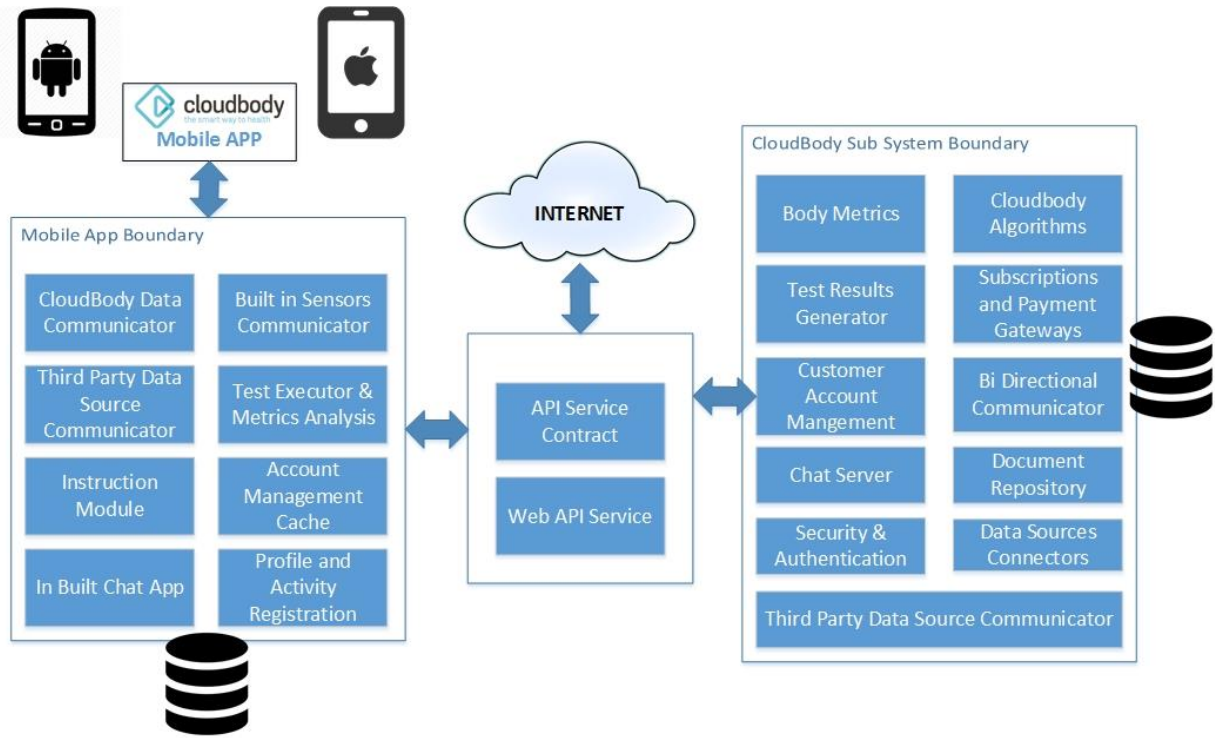 cloudbody
the smart way to health
Mobile APP
Mobile App Boundary
CloudBody Data
Communicator
Built in Sensors
Communicator
Third Party Data
Source
Communicator
Test Executor &
Metrics Analysis
Instruction
Module
Account
Management
Cache
In Built Chat App
Profile and
Activity
Registration
INTERNET
API Service
Contract
Web API Service
CloudBody Sub System Boundary
Body Metrics
Cloudbody
Algorithms
Test Results
Generator
Subscriptions
and Payment
Gateways
Customer
Account
Mangement
Bi Directional
Communicator
Chat Server
Document
Repository
Security &
Authentication
Data Sources
Connectors
Third Party Data Source Communicator